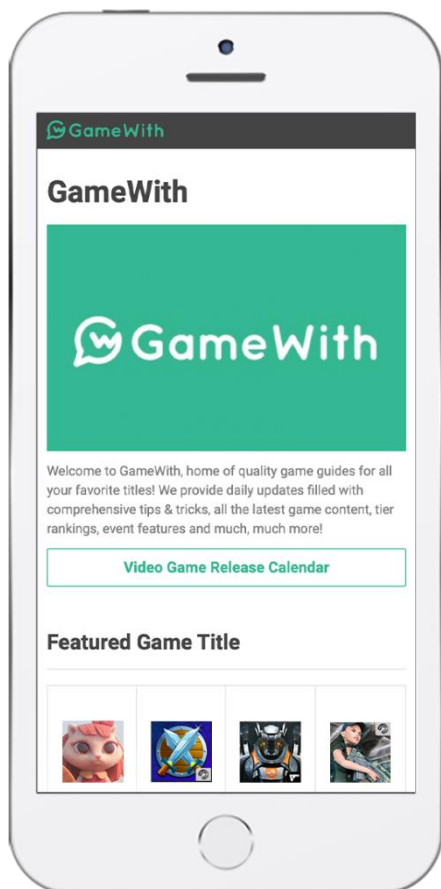 GameWith
GameWith
GameWith
Welcome to GameWith, home of quality game guides for all
your favorite titles! We provide daily updates filled with
comprehensive tips & tricks, all the latest game content, tier
rankings, event features and much, much more!
Video Game Release Calendar
Featured Game Title